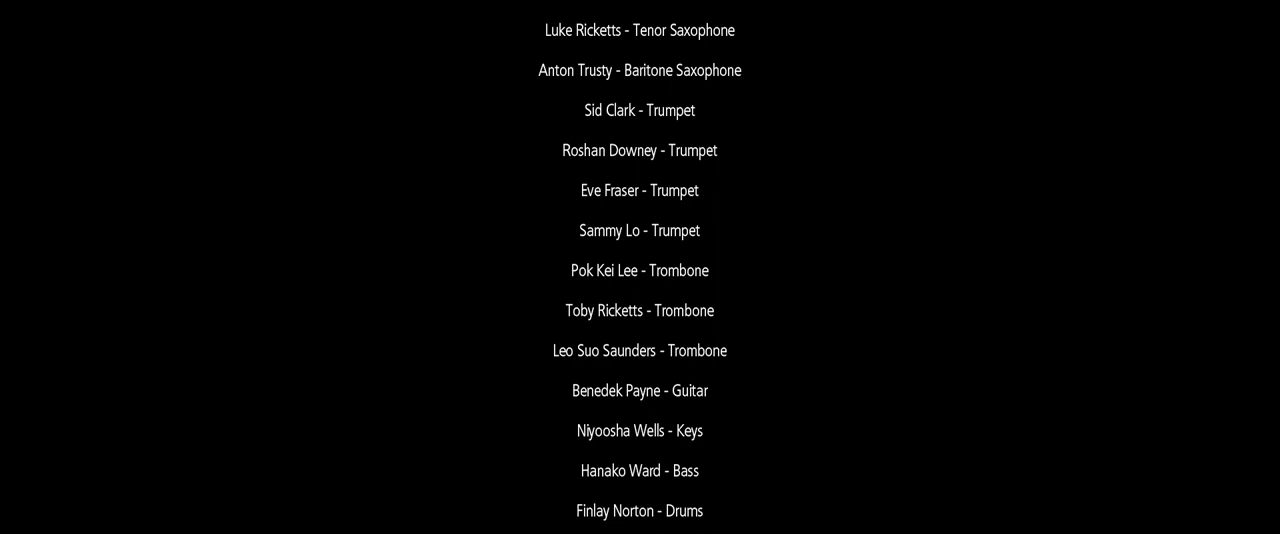 Luke Ricketts - Tenor Saxophone
Anton Trusty - Baritone Saxophone
Sid Clark - Trumpet
Roshan Downey - Trumpet
Eve Fraser - Trumpet
Sammy Lo - Trumpet
Pok Kei Lee - Trombone
Toby Ricketts - Trombone
Leo Suo Saunders - Trombone
Benedek Payne - Guitar
Niyoosha Wells - Keys
Hanako Ward - Bass
Finlay Norton - Drums